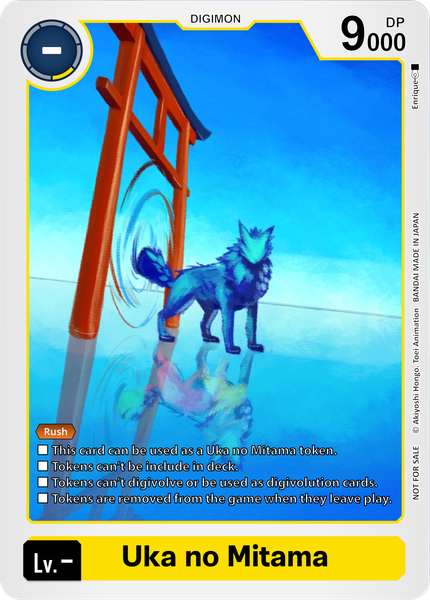 DIGIMON
DP
9000
-
Enrique
Rush
This card can be used as a Uka no Mitama token.
Tokens can't be include in deck.
Tokens can't digivolve or be used as digivolution cards.
Tokens are removed from the game when they leave play.
NOT FOR SALE © Akiyoshi Hongo. Toei Animation BANDAI MADE IN JAPAN
Lv.-
Uka no Mitama